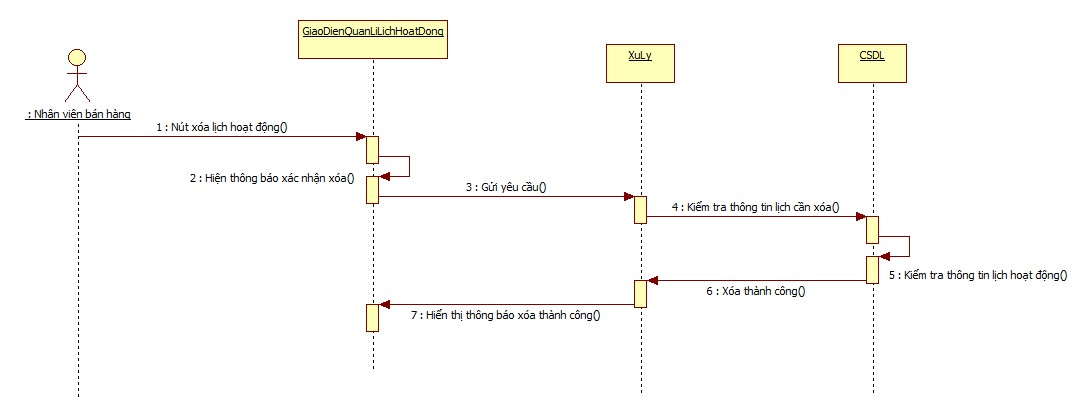 GiaoDienQuanLiLichHoatDong
XuLy
CSDL
: Nhân viên bán hàng
1 : Nút xóa lịch hoạt động()
2 : Hiện thông báo xác nhận xóa()
3 : Gửi yêu cầu()
4 : Kiểm tra thông tin lịch cần xóa()
5 : Kiểm tra thông tin lịch hoạt động()
6 : Xóa thành công()
7 : Hiển thị thông báo xóa thành công()